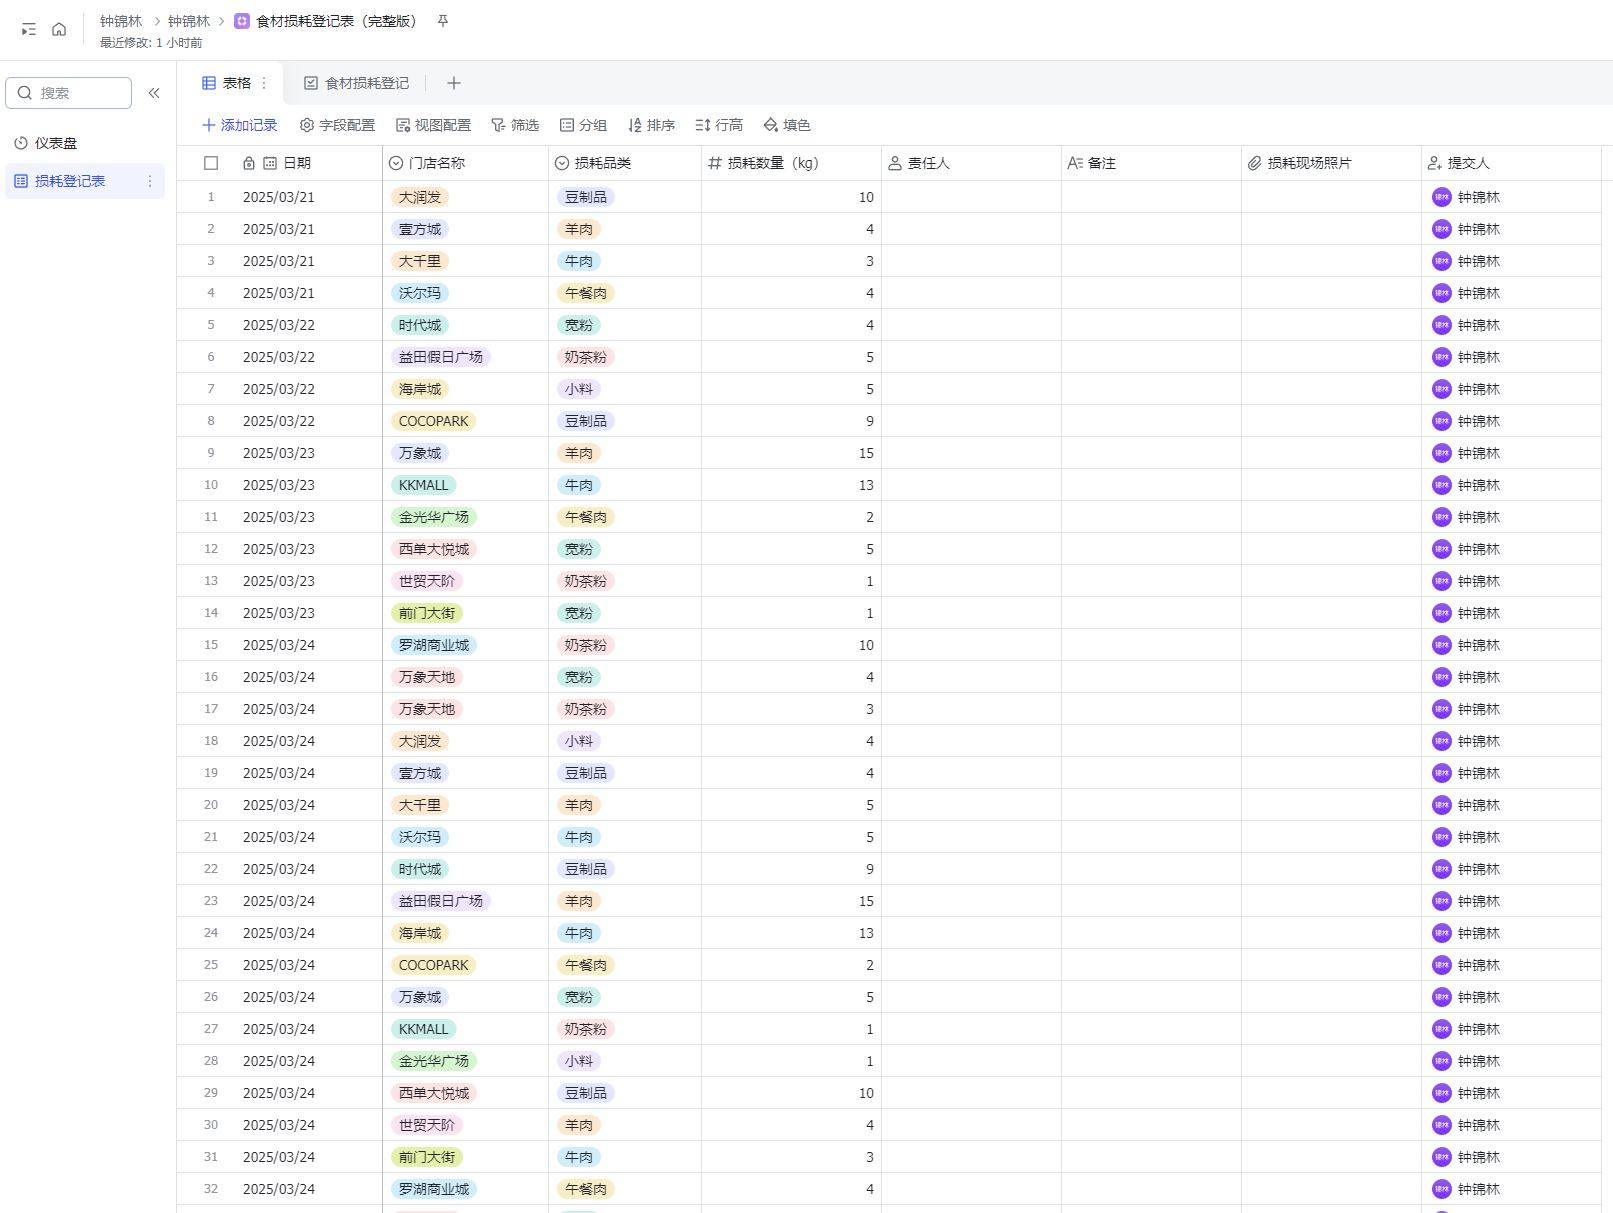 钟锦林 > 钟锦林 > 食材损耗登记表（完整版）
最近修改: 1 小时前
搜索
仪表盘
损耗登记表
表格 食材损耗登记
添加记录 字段配置 视图配置 筛选 分组 排序 行高 填色
日期 门店名称 损耗品类 损耗数量（kg） 责任人 备注 损耗现场照片 提交人
1 2025/03/21 大润发 豆制品 10 钟锦林
2 2025/03/21 壹方城 羊肉 4 钟锦林
3 2025/03/21 大千里 牛肉 3 钟锦林
4 2025/03/21 沃尔玛 午餐肉 4 钟锦林
5 2025/03/22 时代城 宽粉 4 钟锦林
6 2025/03/22 益田假日广场 奶茶粉 5 钟锦林
7 2025/03/22 海岸城 小料 5 钟锦林
8 2025/03/22 COCOPARK 豆制品 9 钟锦林
9 2025/03/23 万象城 羊肉 15 钟锦林
10 2025/03/23 KKMALL 牛肉 13 钟锦林
11 2025/03/23 金光华广场 午餐肉 2 钟锦林
12 2025/03/23 西单大悦城 宽粉 5 钟锦林
13 2025/03/23 世贸天阶 奶茶粉 1 钟锦林
14 2025/03/23 前门大街 宽粉 1 钟锦林
15 2025/03/24 罗湖商业城 奶茶粉 10 钟锦林
16 2025/03/24 万象天地 宽粉 4 钟锦林
17 2025/03/24 万象天地 奶茶粉 3 钟锦林
18 2025/03/24 大润发 小料 4 钟锦林
19 2025/03/24 壹方城 豆制品 4 钟锦林
20 2025/03/24 大千里 羊肉 5 钟锦林
21 2025/03/24 沃尔玛 牛肉 5 钟锦林
22 2025/03/24 时代城 豆制品 9 钟锦林
23 2025/03/24 益田假日广场 羊肉 15 钟锦林
24 2025/03/24 海岸城 牛肉 13 钟锦林
25 2025/03/24 COCOPARK 午餐肉 2 钟锦林
26 2025/03/24 万象城 宽粉 5 钟锦林
27 2025/03/24 KKMALL 奶茶粉 1 钟锦林
28 2025/03/24 金光华广场 小料 1 钟锦林
29 2025/03/24 西单大悦城 豆制品 10 钟锦林
30 2025/03/24 世贸天阶 羊肉 4 钟锦林
31 2025/03/24 前门大街 牛肉 3 钟锦林
32 2025/03/24 罗湖商业城 午餐肉 4 钟锦林